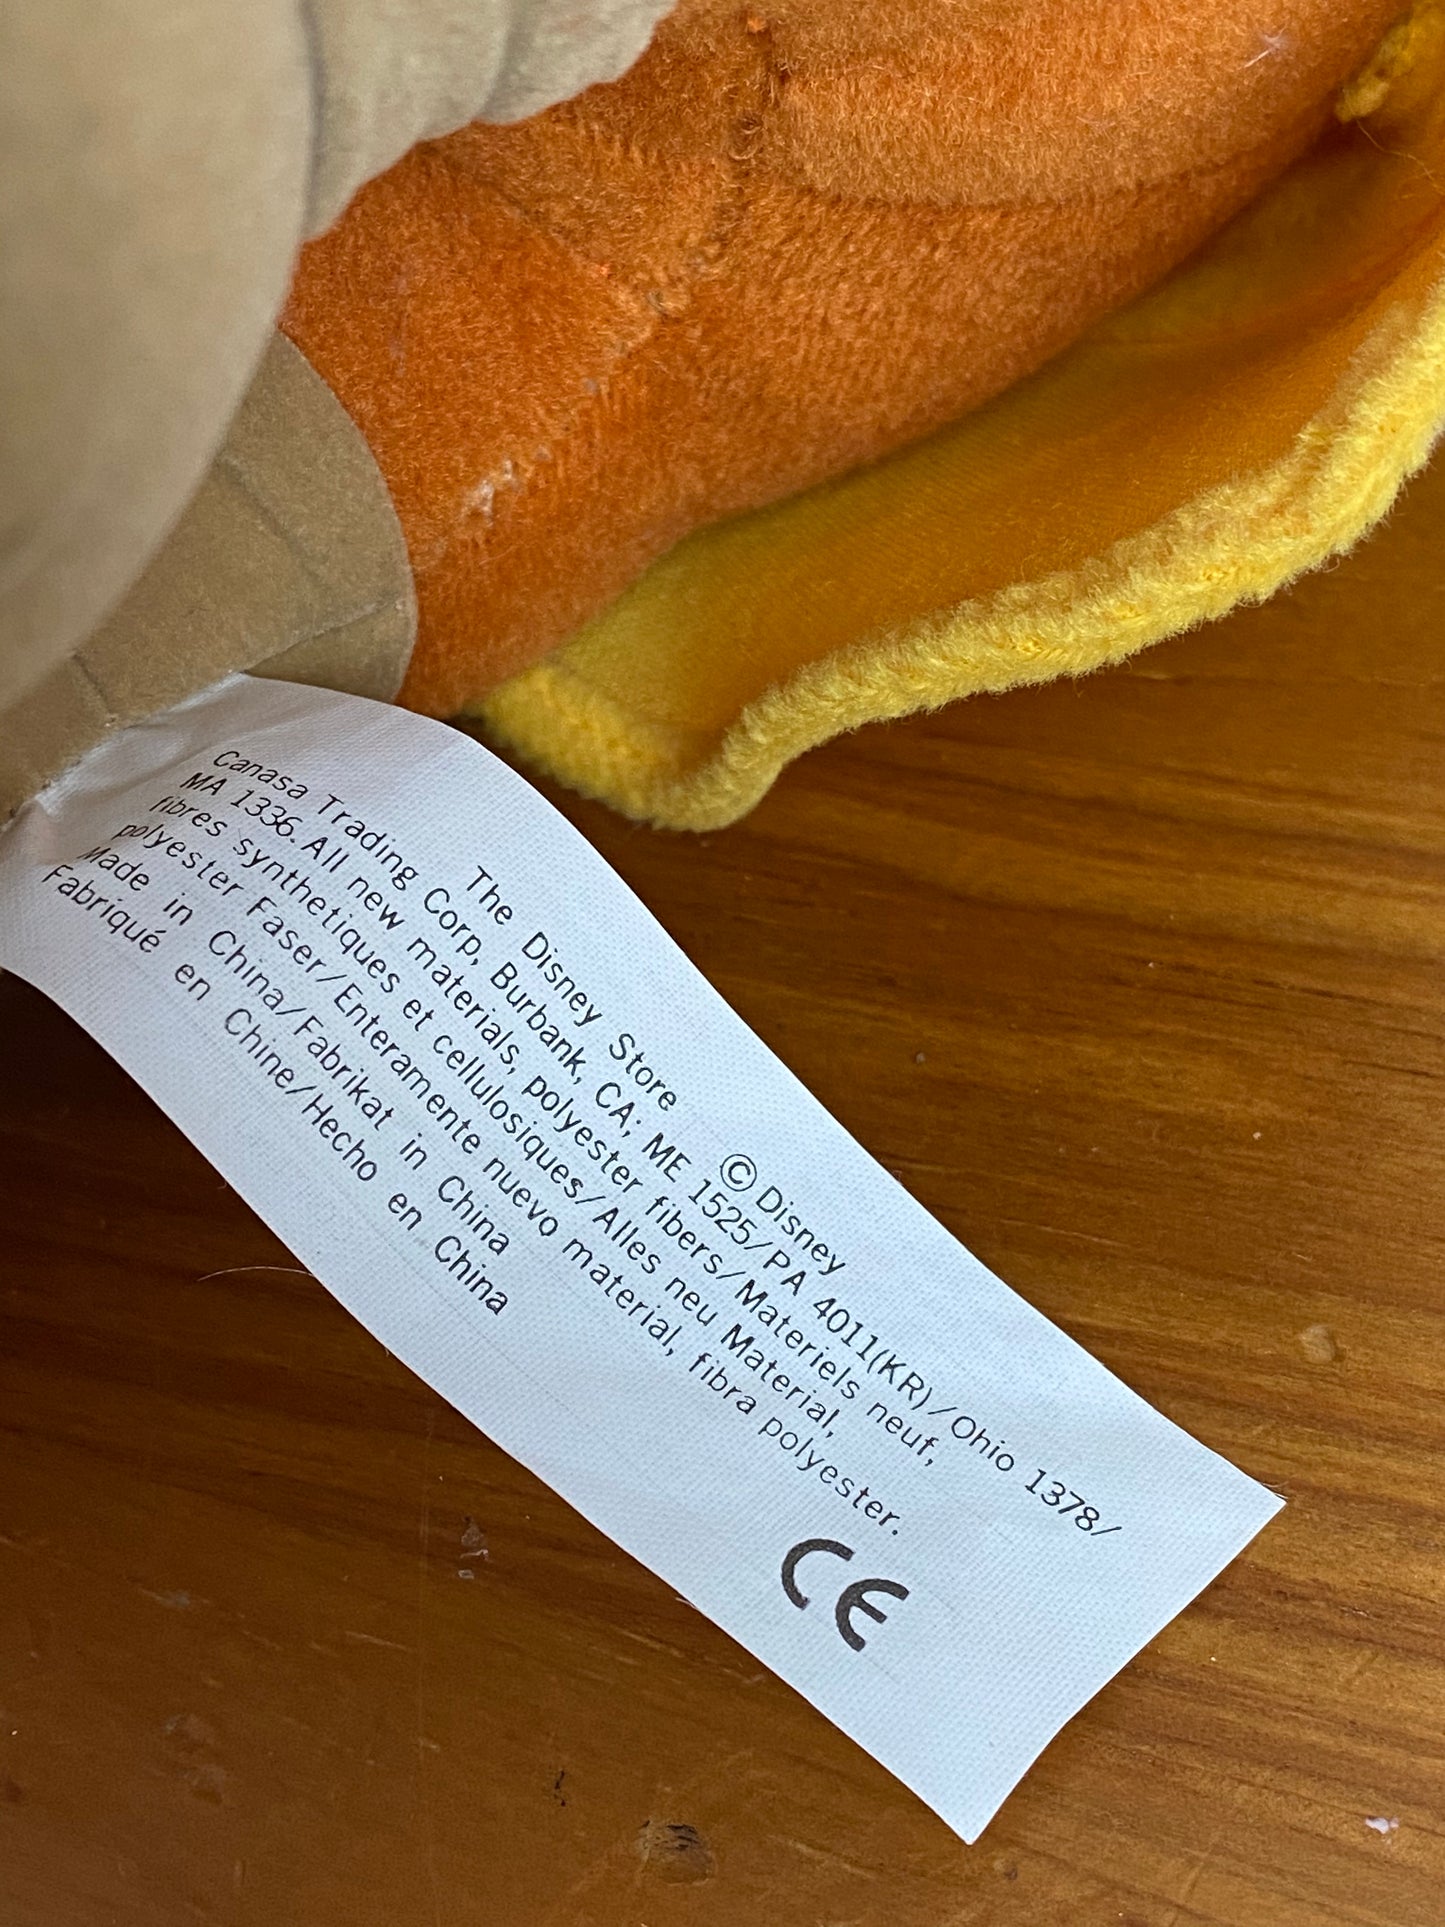 The Disney Store © Disney
Canasa Trading Corp, Burbank, CA; ME 1525/PA 4011(KR)/Ohio 1378/
MA 1336. All new materials, polyester fibers/Materiels neuf,
fibres synthetiques et cellulosiques/Alles neu Material,
polyester Faser/Enteramente nuevo material, fibra polyester.
Made in China/Fabrikat in China
Fabriqué en Chine/Hecho en China
CE